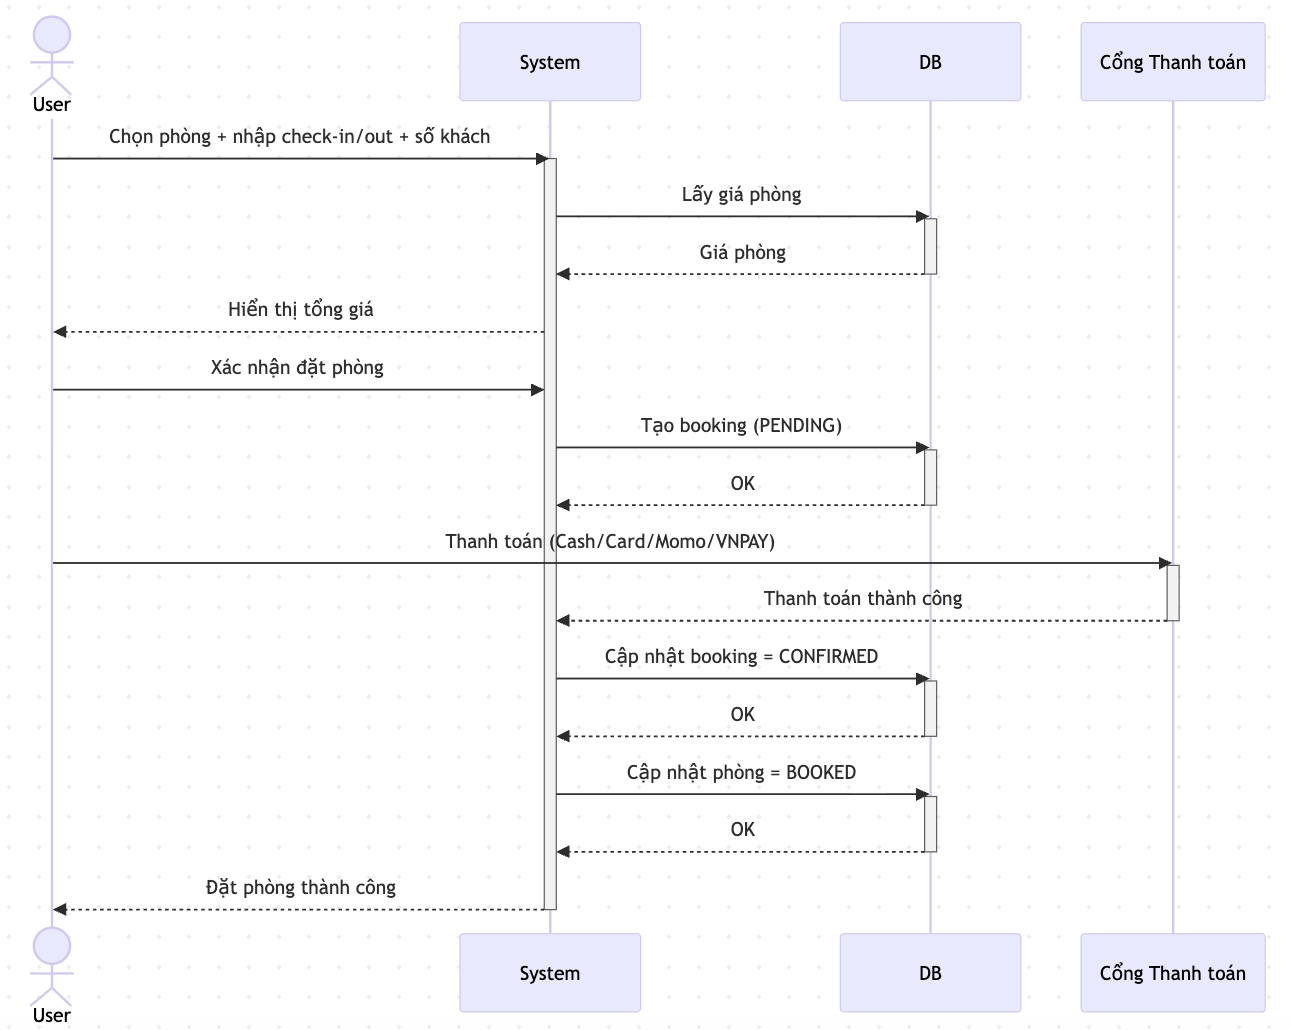 User
System
DB
Cổng Thanh toán
Chọn phòng + nhập check-in/out + số khách
Lấy giá phòng
Giá phòng
Hiển thị tổng giá
Xác nhận đặt phòng
Tạo booking (PENDING)
OK
Thanh toán (Cash/Card/Momo/VNPAY)
Thanh toán thành công
Cập nhật booking = CONFIRMED
OK
Cập nhật phòng = BOOKED
OK
Đặt phòng thành công
User
System
DB
Cổng Thanh toán